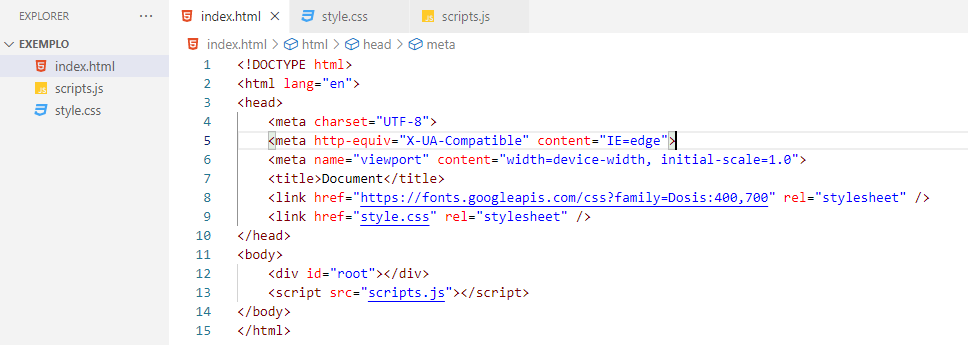 EXPLORER ...
index.html × style.css scripts.js
EXEMPLO
index.html
scripts.js
style.css
index.html > html > head > meta
1 <!DOCTYPE html>
2 <html lang="en">
3 <head>
4 <meta charset="UTF-8">
5 <meta http-equiv="X-UA-Compatible" content="IE=edge">
6 <meta name="viewport" content="width=device-width, initial-scale=1.0">
7 <title>Document</title>
8 <link href="https://fonts.googleapis.com/css?family=Dosis:400,700" rel="stylesheet" />
9 <link href="style.css" rel="stylesheet" />
10 </head>
11 <body>
12 <div id="root"></div>
13 <script src="scripts.js"></script>
14 </body>
15 </html>